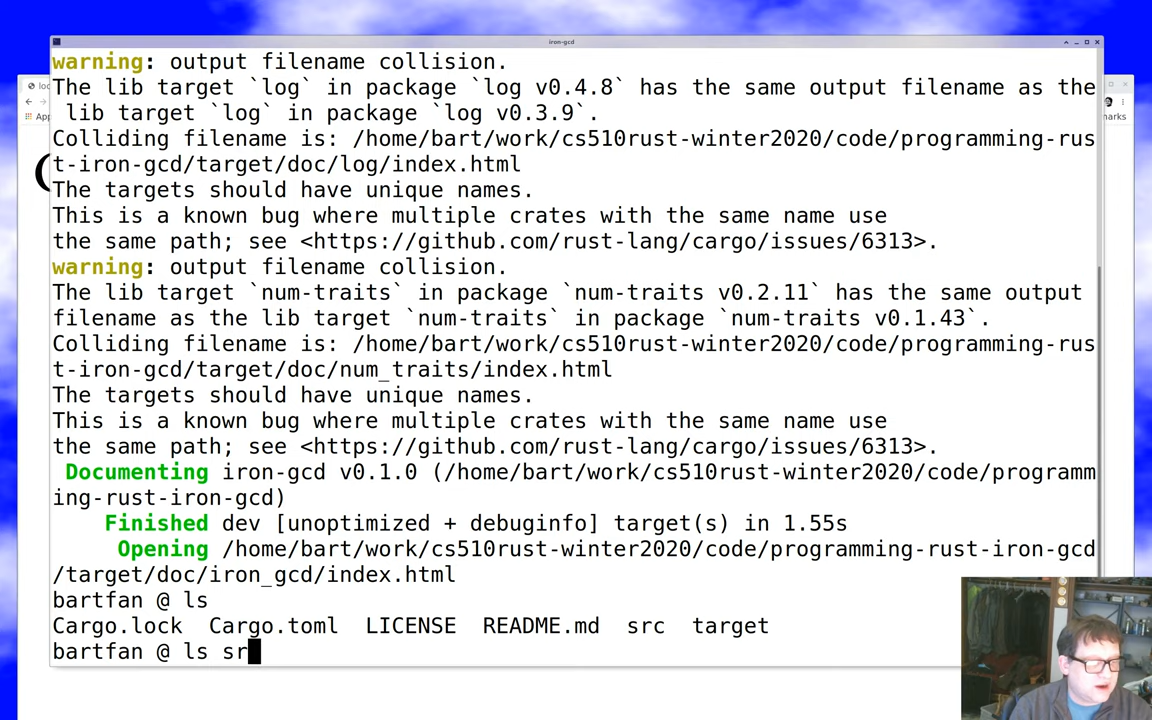 iron-gcd
warning: output filename collision.
The lib target `log` in package `log v0.4.8` has the same output filename as the
lib target `log` in package `log v0.3.9`.
Colliding filename is: /home/bart/work/cs510rust-winter2020/code/programming-rus
t-iron-gcd/target/doc/log/index.html
The targets should have unique names.
This is a known bug where multiple crates with the same name use
the same path; see <https://github.com/rust-lang/cargo/issues/6313>.
warning: output filename collision.
The lib target `num-traits` in package `num-traits v0.2.11` has the same output
filename as the lib target `num-traits` in package `num-traits v0.1.43`.
Colliding filename is: /home/bart/work/cs510rust-winter2020/code/programming-rus
t-iron-gcd/target/doc/num_traits/index.html
The targets should have unique names.
This is a known bug where multiple crates with the same name use
the same path; see <https://github.com/rust-lang/cargo/issues/6313>.
Documenting iron-gcd v0.1.0 (/home/bart/work/cs510rust-winter2020/code/programm
ing-rust-iron-gcd)
Finished dev [unoptimized + debuginfo] target(s) in 1.55s
Opening /home/bart/work/cs510rust-winter2020/code/programming-rust-iron-gcd
/target/doc/iron_gcd/index.html
bartfan @ ls
Cargo.lock Cargo.toml LICENSE README.md src target
bartfan @ ls sr